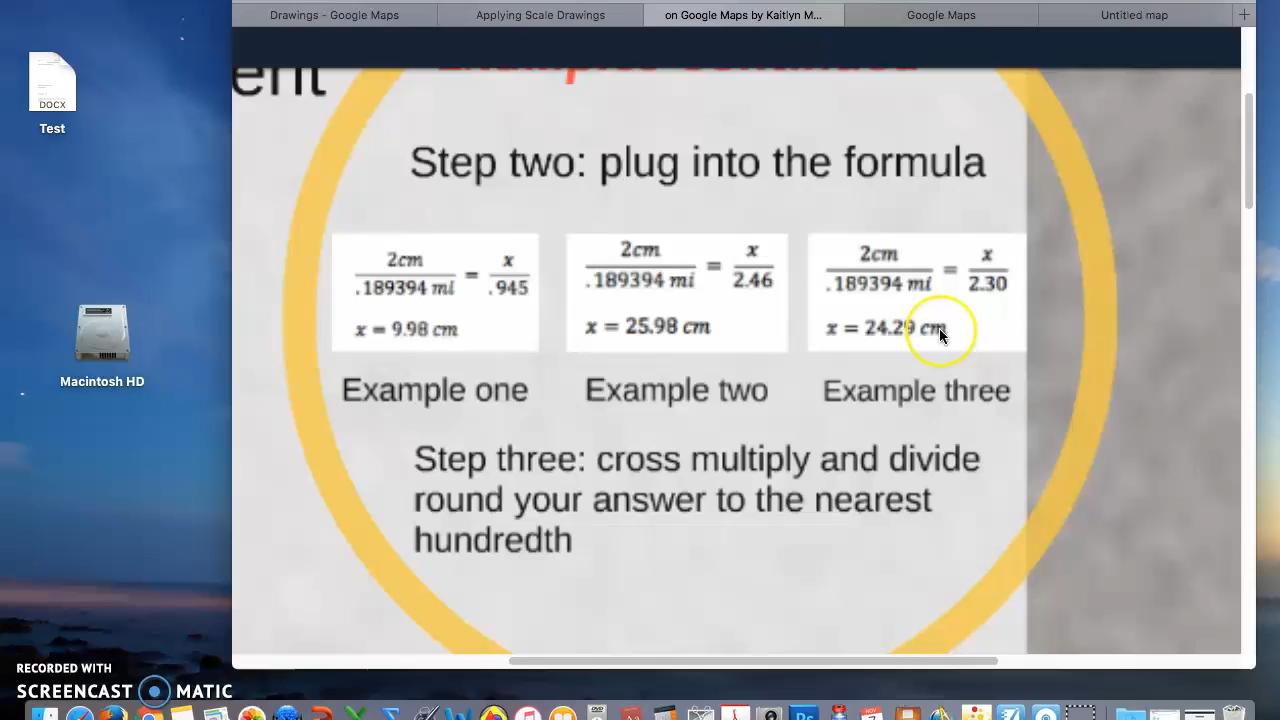 Drawings - Google Maps
Applying Scale Drawings
on Google Maps by Kaitlyn M...
Google Maps
Untitled map
+
DOCX
Test
ent
Examples continued
Step two: plug into the formula
2cm / .189394 mi = x / .945
x = 9.98 cm
2cm / .189394 mi = x / 2.46
x = 25.98 cm
2cm / .189394 mi = x / 2.30
x = 24.29 cm
Example one
Example two
Example three
Macintosh HD
Step three: cross multiply and divide
round your answer to the nearest
hundredth
RECORDED WITH
SCREENCAST MATIC